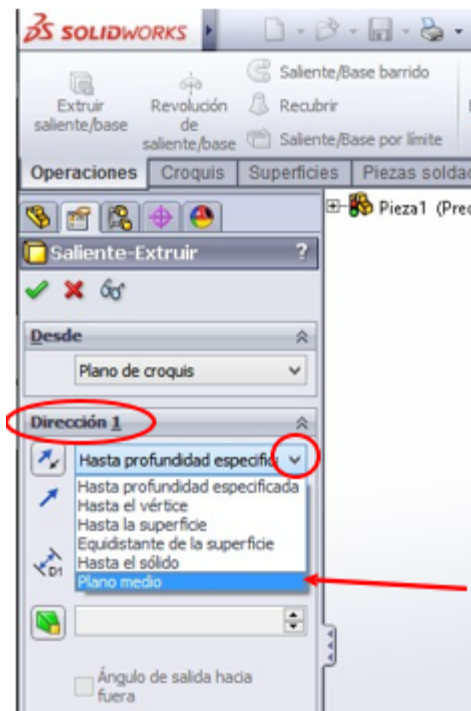 SOLIDWORKS
Extruir
saliente/base
Revolución
de
saliente/base
Saliente/Base barrido
Recubrir
Saliente/Base por límite
Operaciones
Croquis
Superficies
Piezas soldad
Pieza1 (Pred
Saliente-Extruir
?
Desde
Plano de croquis
Dirección 1
Hasta profundidad especific
Hasta profundidad especificada
Hasta el vértice
Hasta la superficie
Equidistante de la superficie
Hasta el sólido
Plano medio
D1
Ángulo de salida hacia
fuera